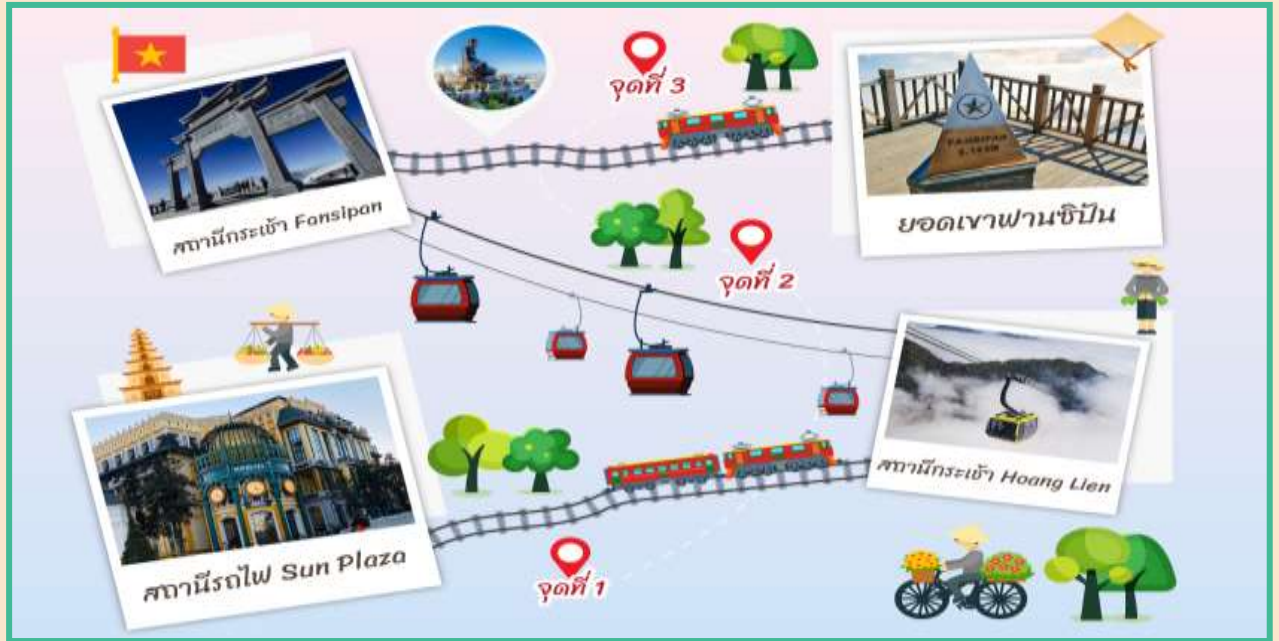 จุดที่ 3
สถานีกระเช้า Fansipan
ยอดเขาฟานซิปัน
FANSIPAN
จุดที่ 2
สถานีกระเช้า Hoang Lien
สถานีรถไฟ Sun Plaza
จุดที่ 1